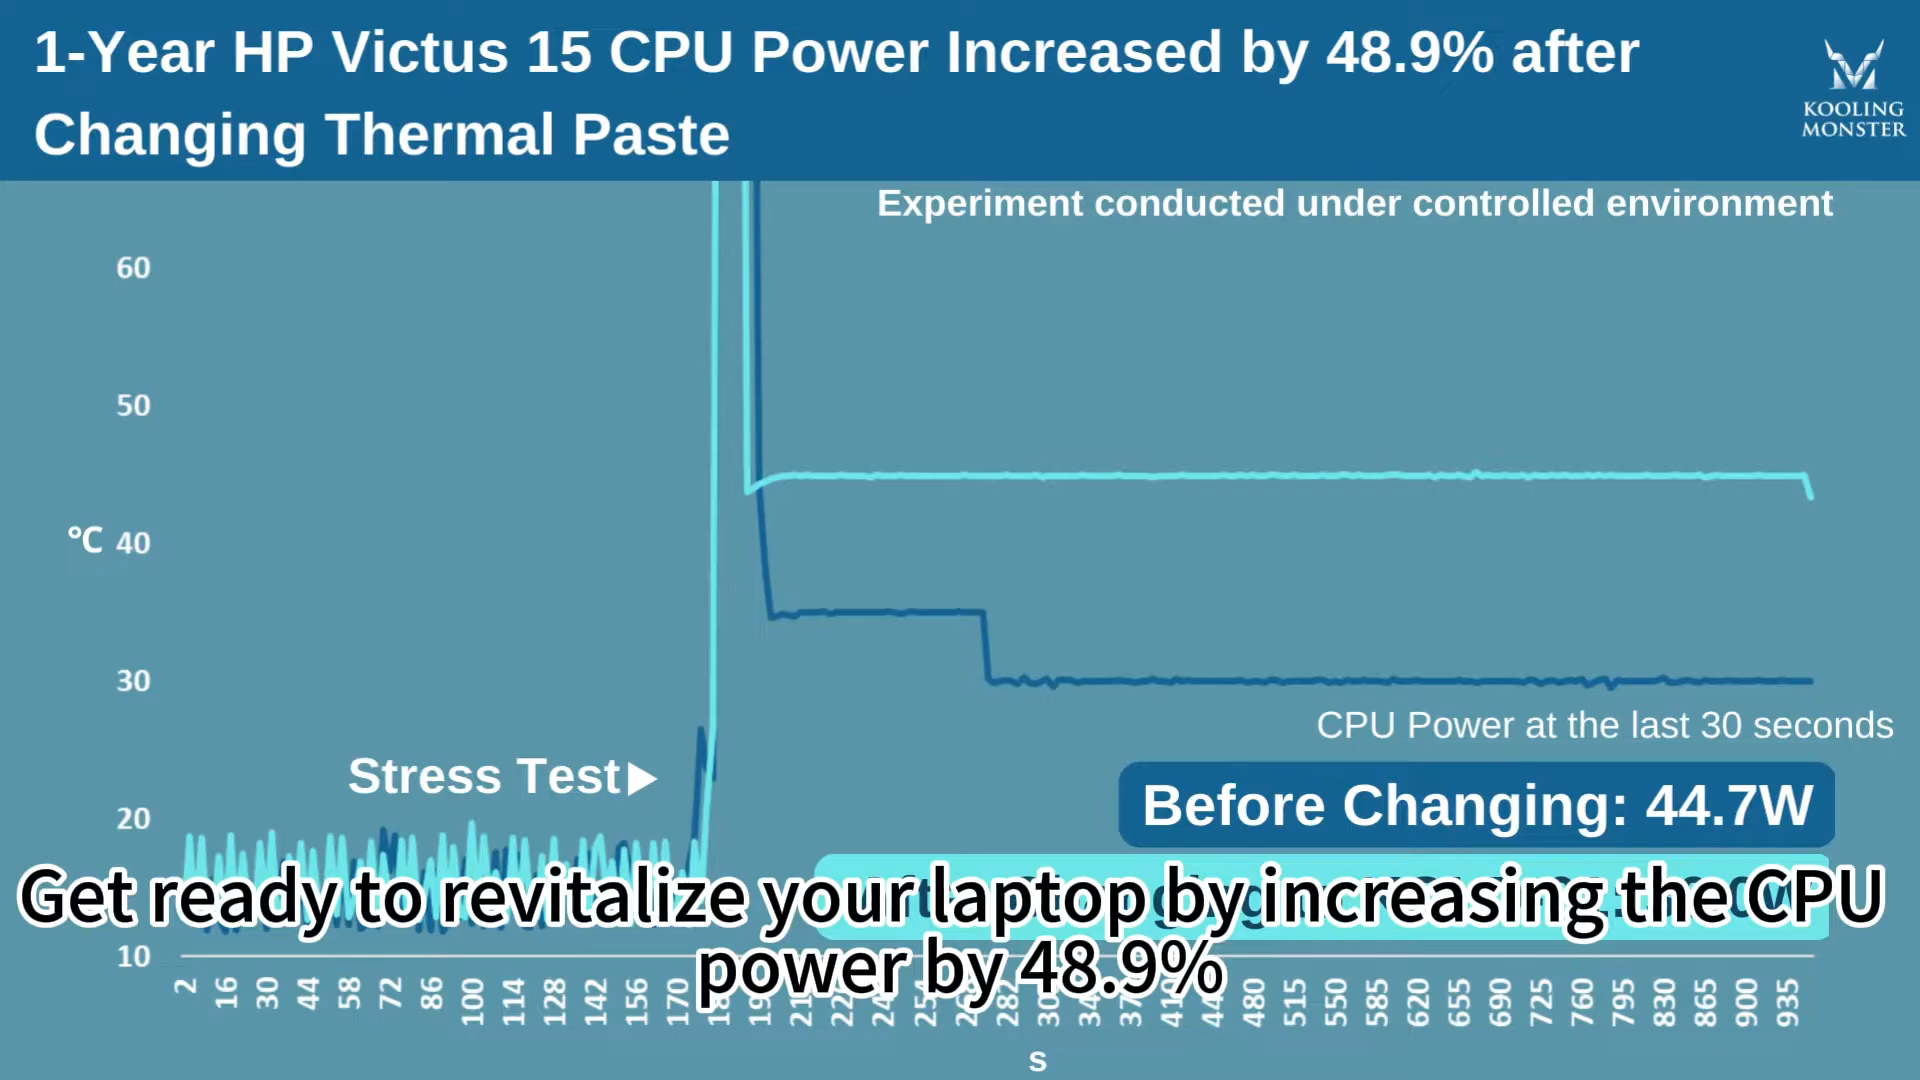 1-Year HP Victus 15 CPU Power Increased by 48.9% after
Changing Thermal Paste
KOOLING
MONSTER
Experiment conducted under controlled environment
60
50
℃ 40
30
20
10
CPU Power at the last 30 seconds
Stress Test
Before Changing: 44.7W
Get ready to revitalize your laptop by increasing the CPU
power by 48.9%
2 16 30 44 58 72 86 100 114 128 142 156 170 282 480 515 550 585 620 655 690 725 760 795 830 865 900 935
s